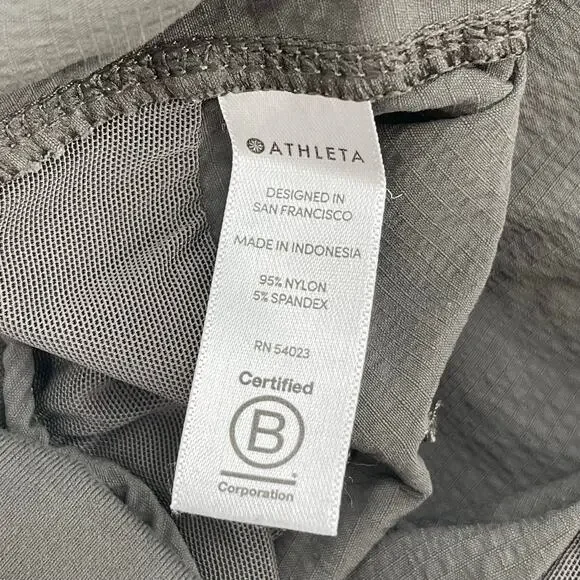 ATHLETA
DESIGNED IN
SAN FRANCISCO
MADE IN INDONESIA
95% NYLON
5% SPANDEX
RN 54023
Certified
B
Corporation